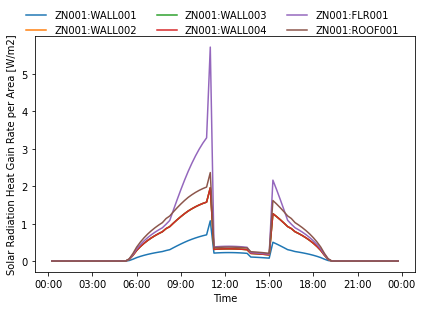 ZN001:WALL001 ZN001:WALL003 ZN001:FLR001
ZN001:WALL002 ZN001:WALL004 ZN001:ROOF001
Solar Radiation Heat Gain Rate per Area [W/m2]
5
4
3
2
1
0
00:00 03:00 06:00 09:00 12:00 15:00 18:00 21:00 00:00
Time